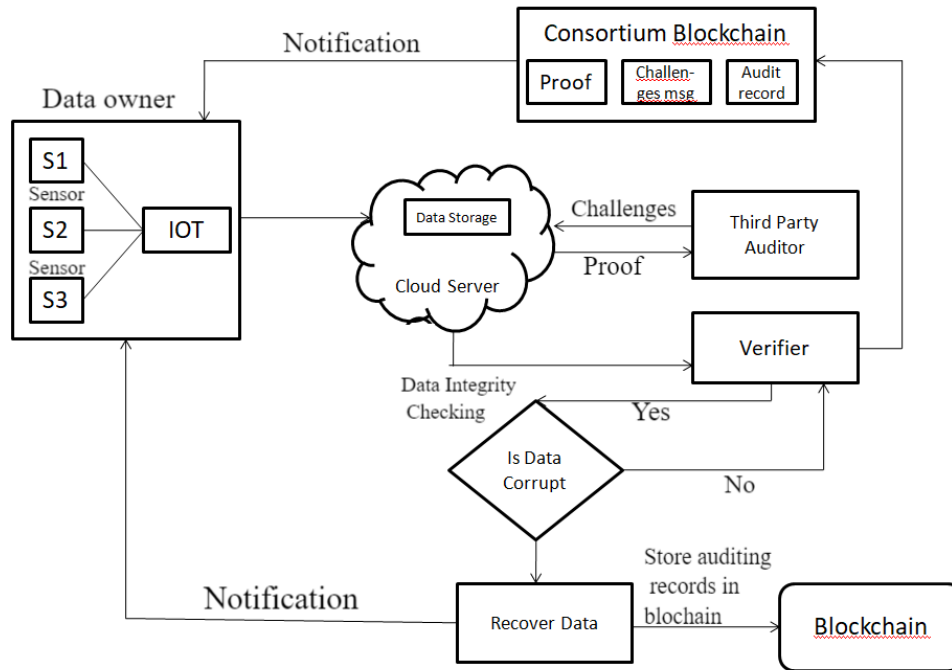 Notification
Consortium Blockchain
Proof
Challen-
ges msg
Audit
record
Data owner
S1
Sensor
S2
Sensor
S3
IOT
Data Storage
Cloud Server
Challenges
Proof
Third Party
Auditor
Verifier
Data Integrity
Checking
Yes
Is Data
Corrupt
No
Notification
Recover Data
Store auditing
records in
blochain
Blockchain